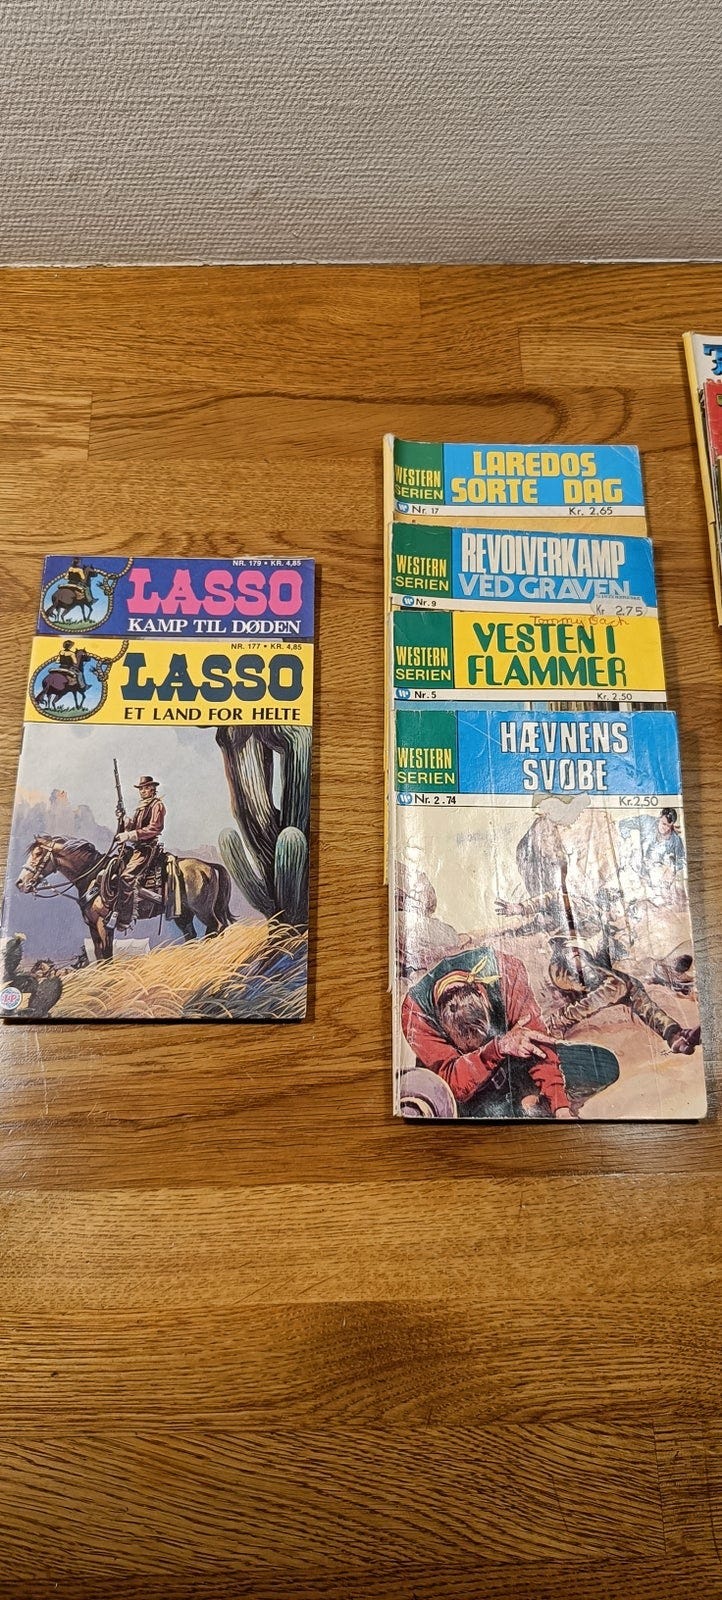 NR. 179 • KR. 4,85
LASSO
KAMP TIL DØDEN
NR. 177 • KR. 4,85
LASSO
ET LAND FOR HELTE
I.P.
WESTERN
SERIEN
LAREDOS
SORTE DAG
Nr. 17
Kr. 2,65
WESTERN
SERIEN
REVOLVERKAMP
VED GRAVEN
Nr. 9
Kr 2.75
Tommy Bach
WESTERN
SERIEN
VESTEN I
FLAMMER
Nr. 5
Kr. 2,50
WESTERN
SERIEN
HÆVNENS
SVØBE
Nr. 2.74
Kr.2,50